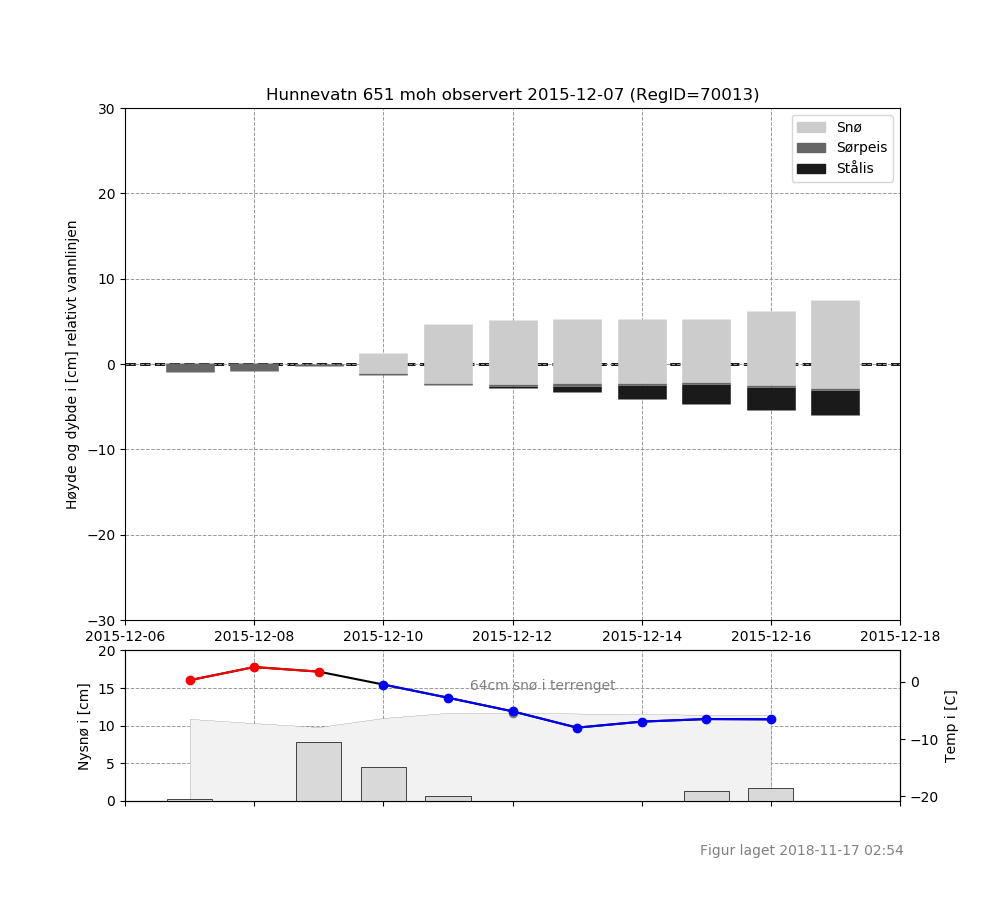 Hunnevatn 651 moh observert 2015-12-07 (RegID=70013)
30
20
10
0
−10
−20
−30
Høyde og dybde i [cm] relativt vannlinjen
Snø
Sørpeis
Stålis
2015-12-06
2015-12-08
2015-12-10
2015-12-12
2015-12-14
2015-12-16
2015-12-18
20
15
10
5
0
Nysnø i [cm]
64cm snø i terrenget
0
−10
−20
Temp i [C]
Figur laget 2018-11-17 02:54